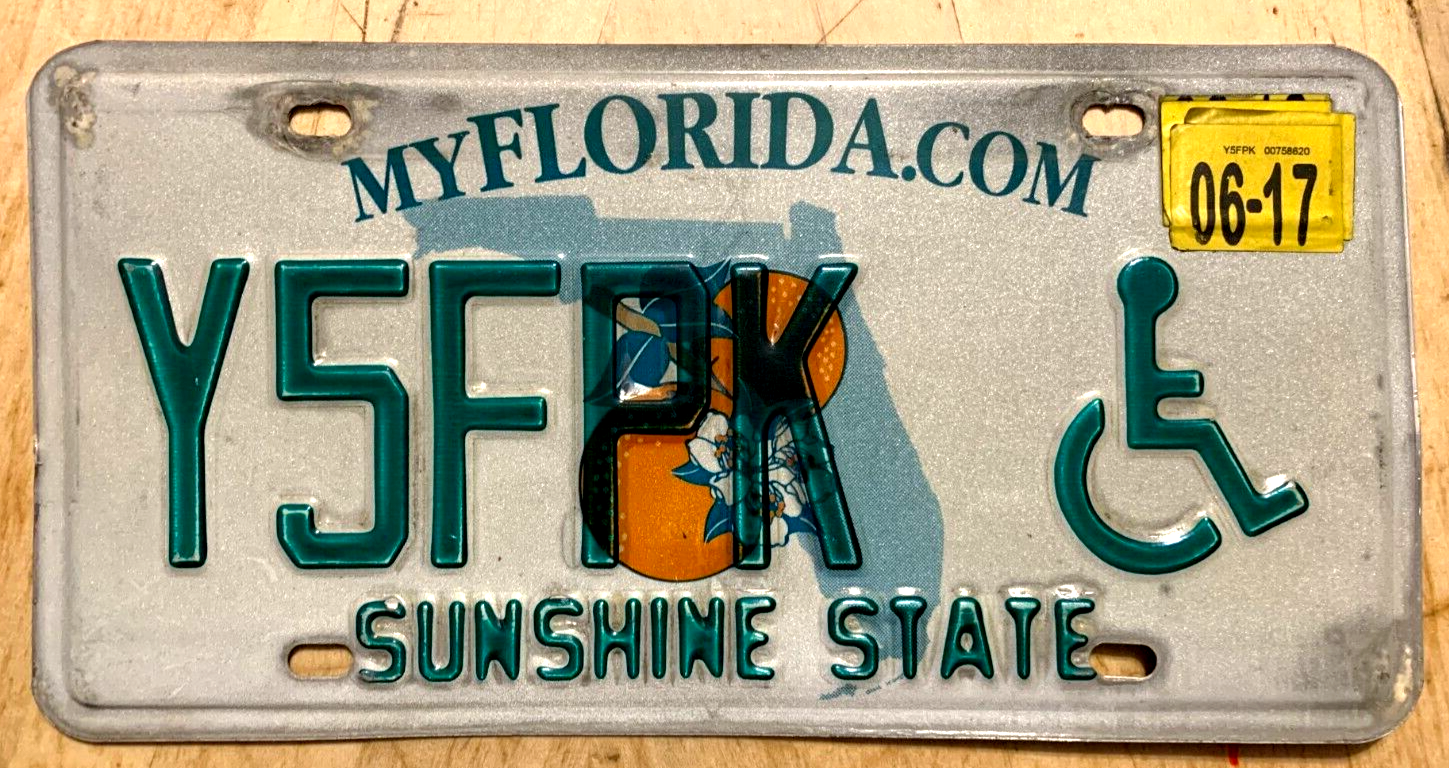 MYFLORIDA.COM
Y5FPK 00758620
06-17
Y5FPK
SUNSHINE STATE